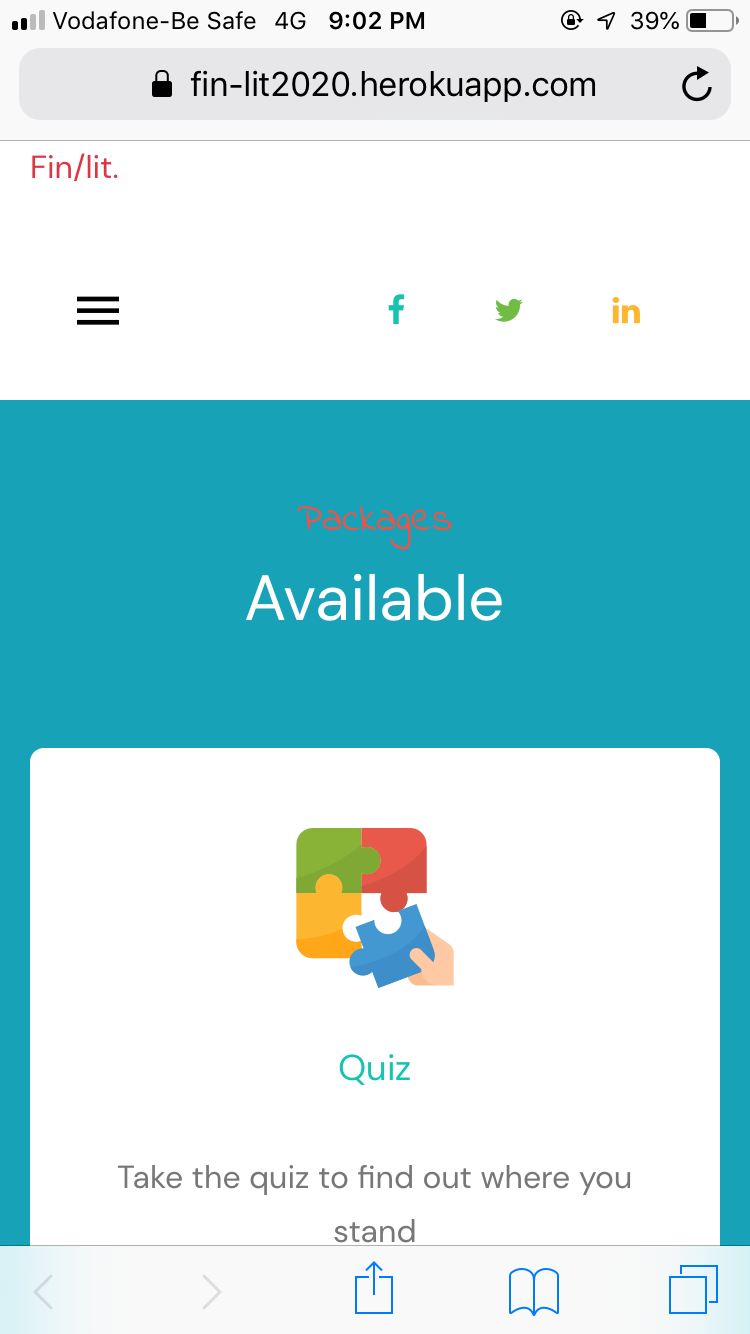 Vodafone-Be Safe 4G 9:02 PM 39%
fin-lit2020.herokuapp.com
Fin/lit.
Packages
Available
Quiz
Take the quiz to find out where you
stand